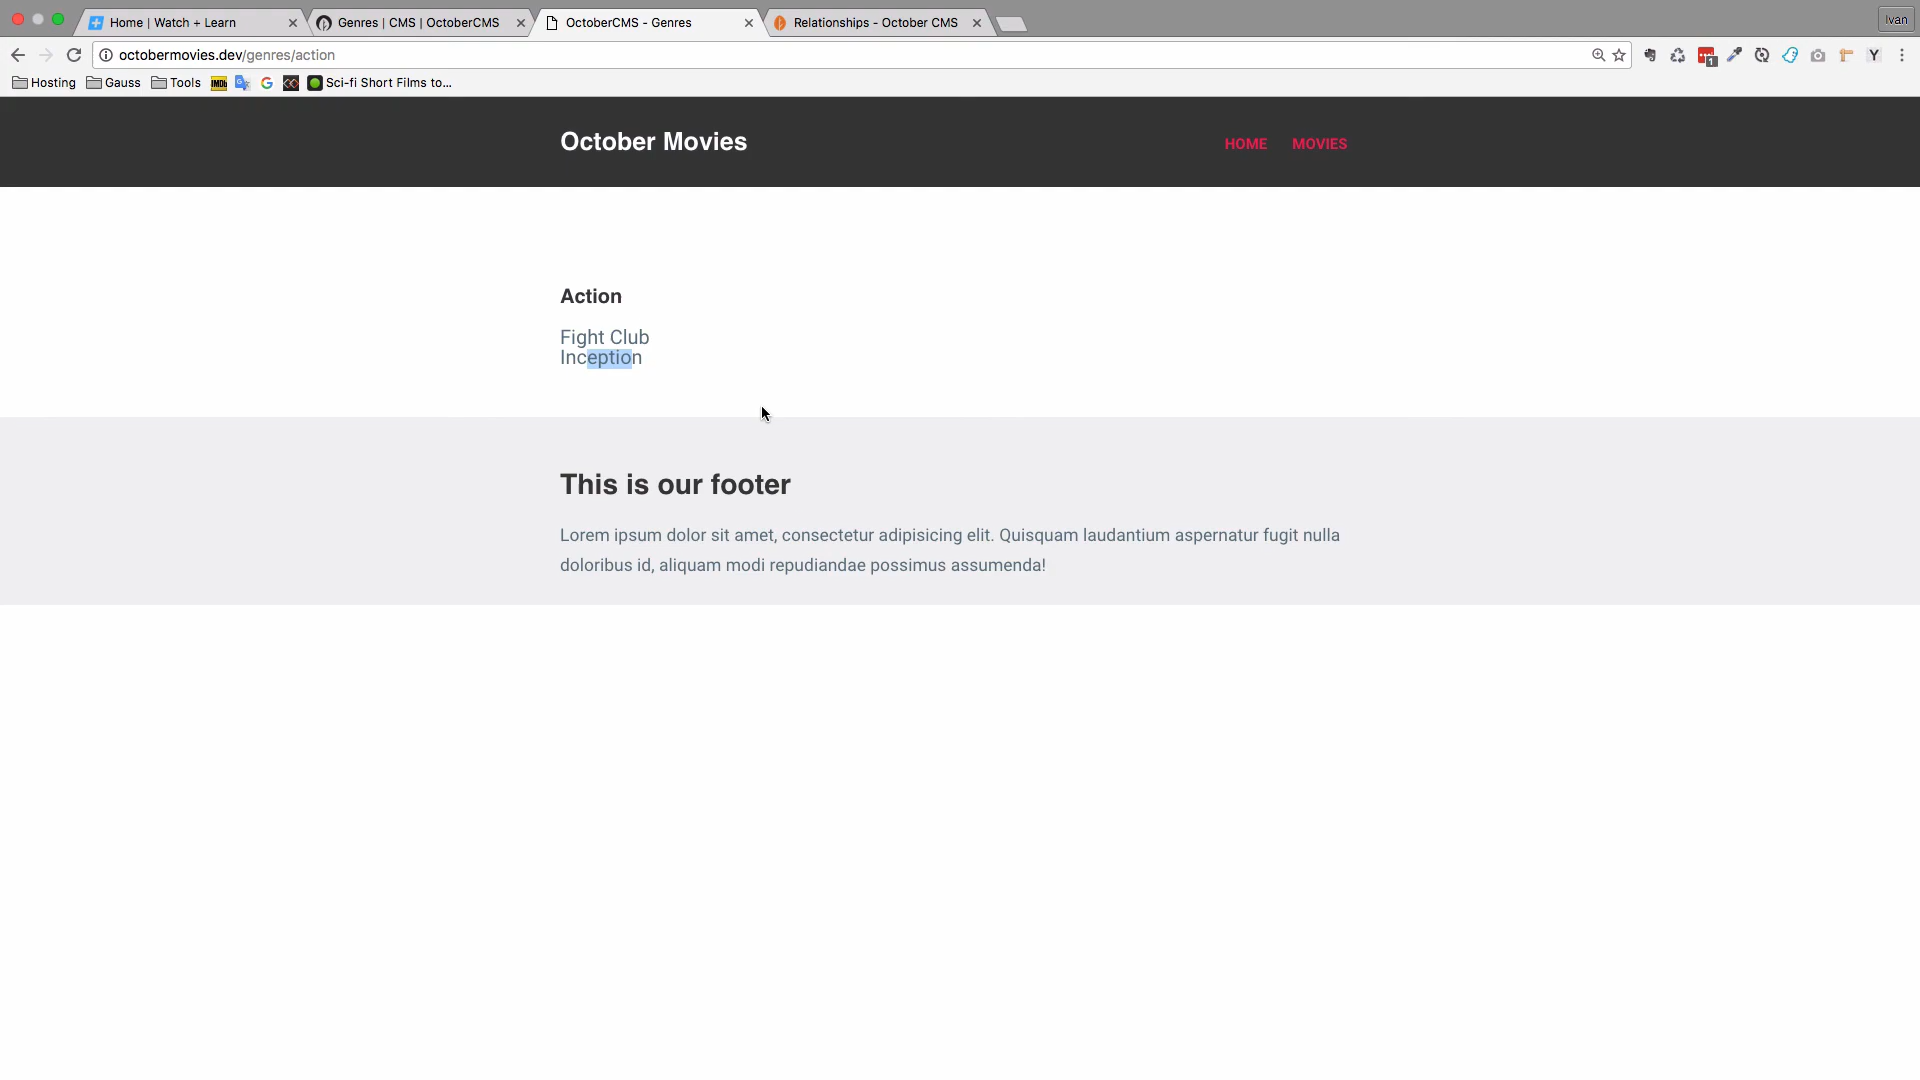 Home | Watch + Learn
Genres | CMS | OctoberCMS
OctoberCMS - Genres
Relationships - October CMS
Ivan
octobermovies.dev/genres/action
1
Y
Hosting
Gauss
Tools
IMDb
Sci-fi Short Films to...
October Movies
HOME
MOVIES
Action
Fight Club
Inception
This is our footer
Lorem ipsum dolor sit amet, consectetur adipisicing elit. Quisquam laudantium aspernatur fugit nulla
doloribus id, aliquam modi repudiandae possimus assumenda!